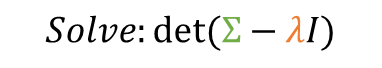 Solve: det(Σ − λI)